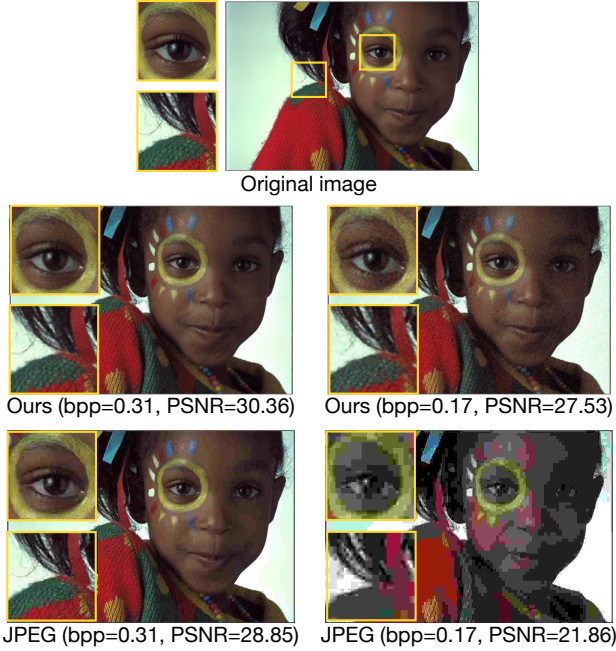 Original image
Ours (bpp=0.31, PSNR=30.36)
Ours (bpp=0.17, PSNR=27.53)
JPEG (bpp=0.31, PSNR=28.85)
JPEG (bpp=0.17, PSNR=21.86)